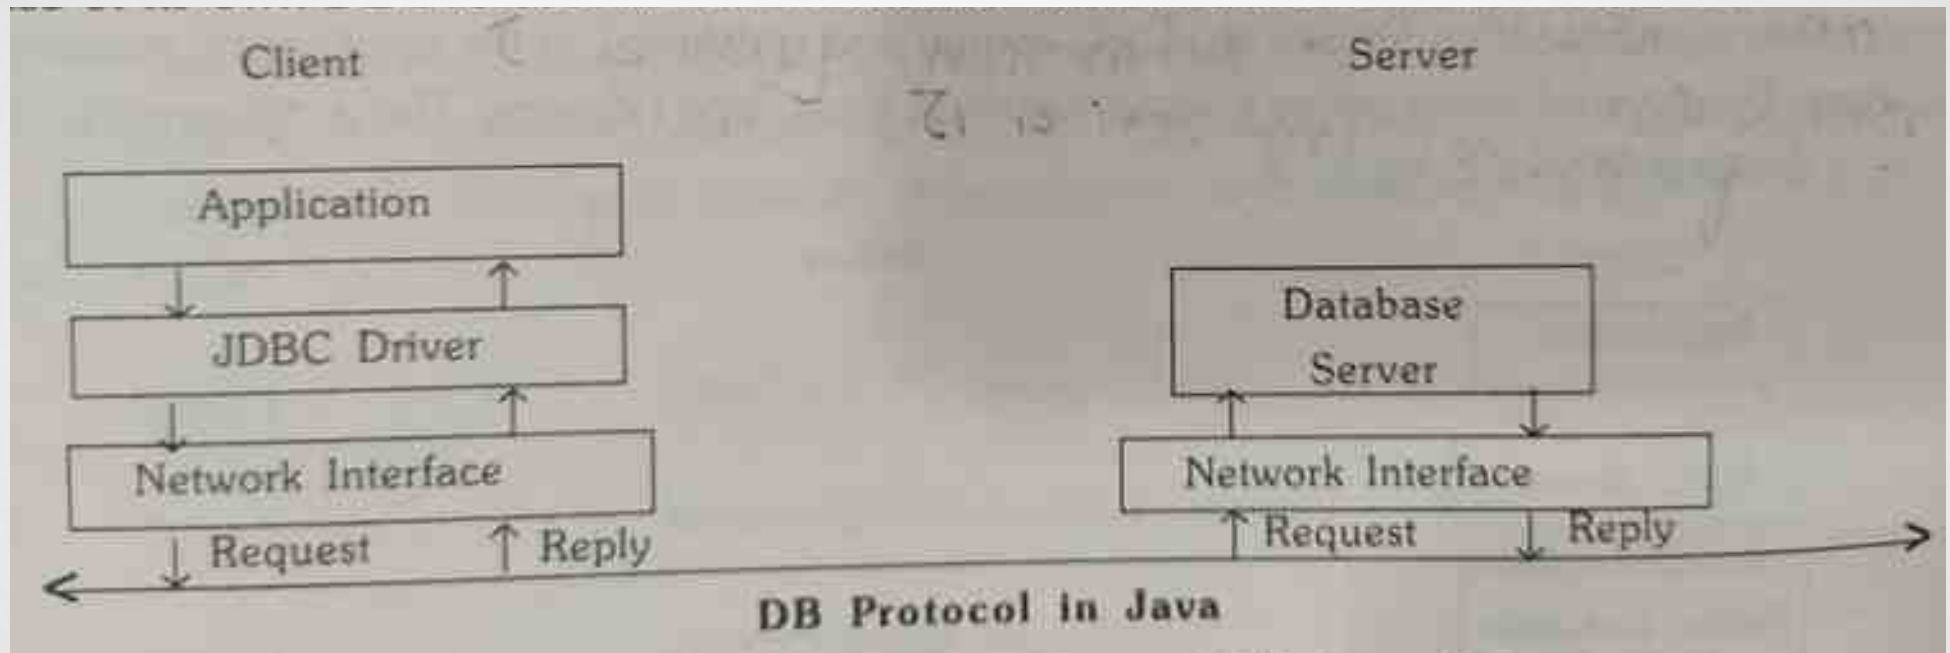 Client
Server
Application
JDBC Driver
Network Interface
Request
Reply
Database
Server
Network Interface
Request
Reply
DB Protocol in Java